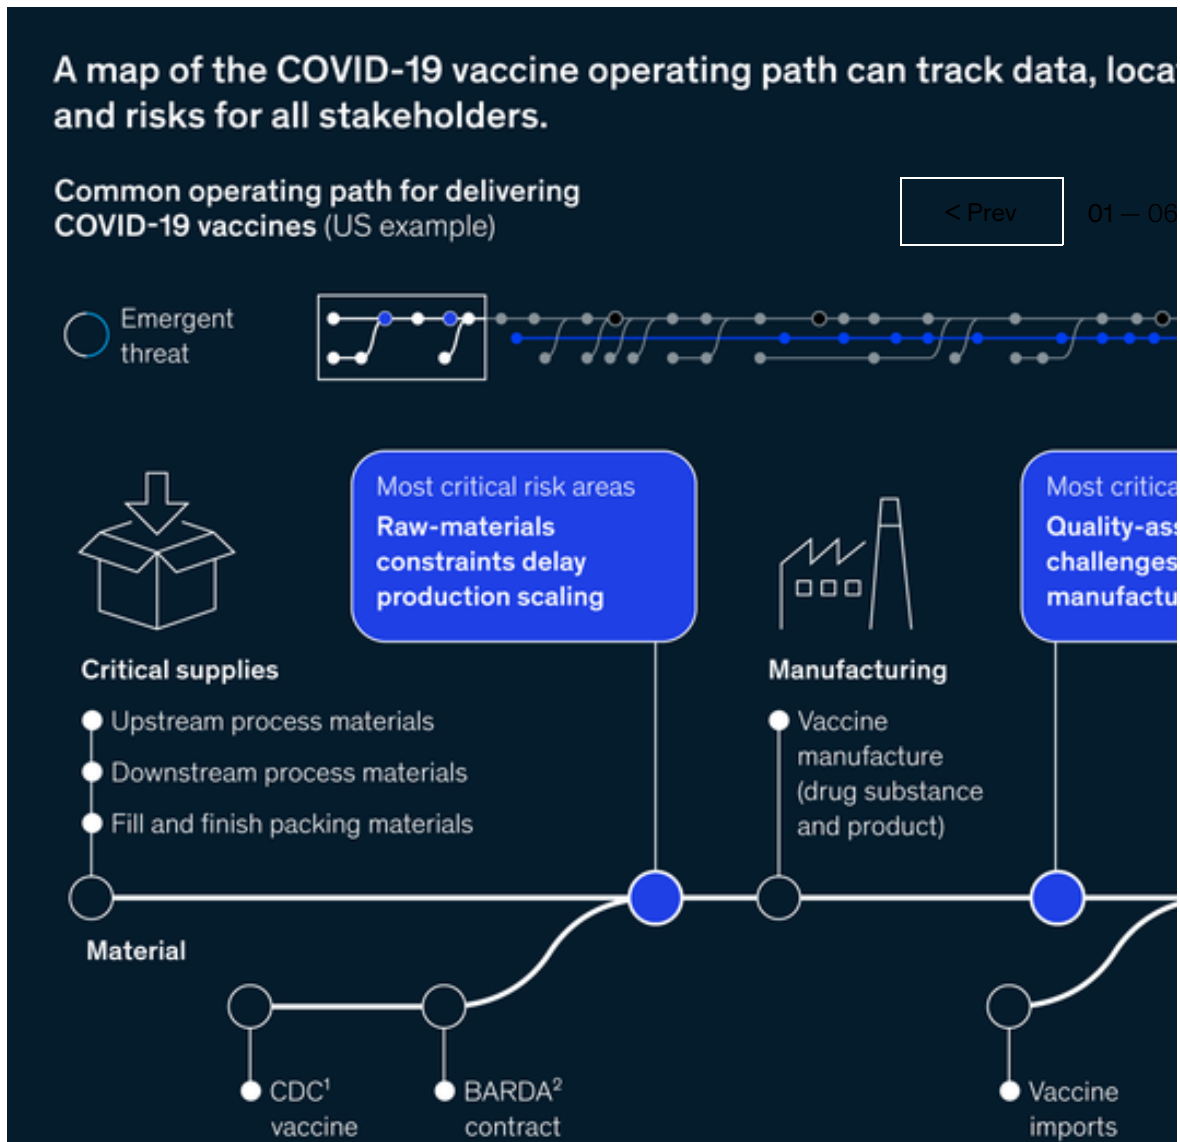 A map of the COVID-19 vaccine operating path can track data,
and risks for all stakeholders.
Common operating path for delivering
COVID-19 vaccines (US example)
< Prev
01 — 06
Emergent
threat
Most critical risk areas
Raw-materials
constraints delay
production scaling
Most
challenges
Critical supplies
Upstream process materials
Downstream process materials
Fill and finish packing materials
Manufacturing
Vaccine
manufacture
(drug substance
and product)
Material
CDC¹
vaccine
BARDA²
contract
Vaccine
imports